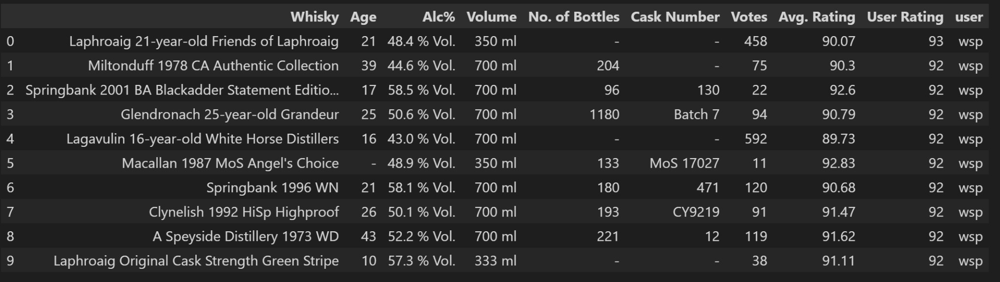 Whisky Age Alc% Volume No. of Bottles Cask Number Votes Avg. Rating User Rating user
0 Laphroaig 21-year-old Friends of Laphroaig 21 48.4 % Vol. 350 ml - - 458 90.07 93 wsp
1 Miltonduff 1978 CA Authentic Collection 39 44.6 % Vol. 700 ml 204 - 75 90.3 92 wsp
2 Springbank 2001 BA Blackadder Statement Editio... 17 58.5 % Vol. 700 ml 96 130 22 92.6 92 wsp
3 Glendronach 25-year-old Grandeur 25 50.6 % Vol. 700 ml 1180 Batch 7 94 90.79 92 wsp
4 Lagavulin 16-year-old White Horse Distillers 16 43.0 % Vol. 700 ml - - 592 89.73 92 wsp
5 Macallan 1987 MoS Angel's Choice - 48.9 % Vol. 350 ml 133 MoS 17027 11 92.83 92 wsp
6 Springbank 1996 WN 21 58.1 % Vol. 700 ml 180 471 120 90.68 92 wsp
7 Clynelish 1992 HiSp Highproof 26 50.1 % Vol. 700 ml 193 CY9219 91 91.47 92 wsp
8 A Speyside Distillery 1973 WD 43 52.2 % Vol. 700 ml 221 12 119 91.62 92 wsp
9 Laphroaig Original Cask Strength Green Stripe 10 57.3 % Vol. 333 ml - - 38 91.11 92 wsp